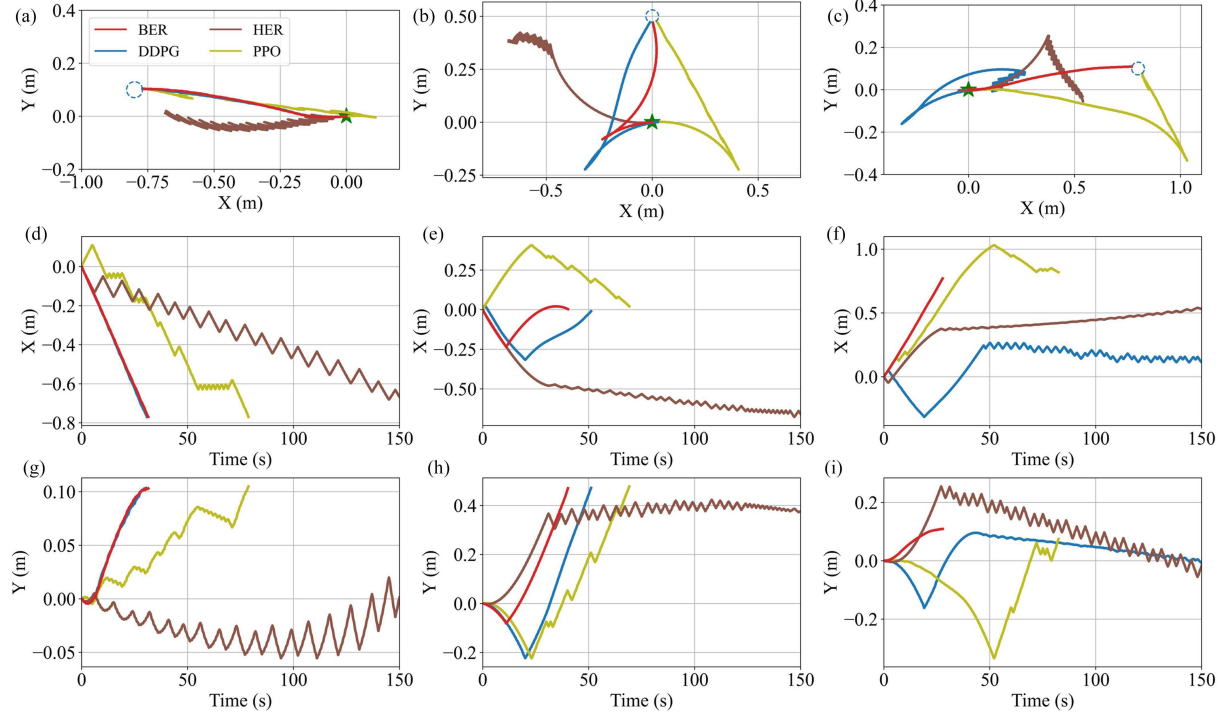 (a)
0.4
0.2
0.0
−0.2
Y (m)
BER
HER
DDPG
PPO
−1.00
−0.75
−0.50
−0.25
0.00
X (m)
(b)
0.50
0.25
0.00
−0.25
Y (m)
−0.5
0.0
0.5
X (m)
(c)
0.4
0.2
0.0
−0.2
−0.4
Y (m)
0.0
0.5
1.0
X (m)
(d)
0.0
−0.2
−0.4
−0.6
−0.8
X (m)
0
50
100
150
Time (s)
(e)
0.25
0.00
−0.25
−0.50
X (m)
0
50
100
150
Time (s)
(f)
1.0
0.5
0.0
X (m)
0
50
100
150
Time (s)
(g)
0.10
0.05
0.00
−0.05
Y (m)
0
50
100
150
Time (s)
(h)
0.4
0.2
0.0
−0.2
Y (m)
0
50
100
150
Time (s)
(i)
0.2
0.0
−0.2
Y (m)
0
50
100
150
Time (s)